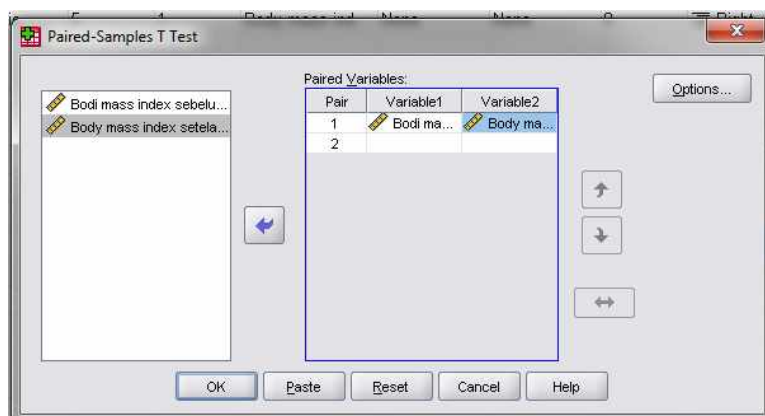 Paired-Samples T Test
Paired Variables:
Options...
Bodi mass index sebelu...
Body mass index setela...
Pair Variable1 Variable2
1 Bodi ma... Body ma...
2
OK Paste Reset Cancel Help